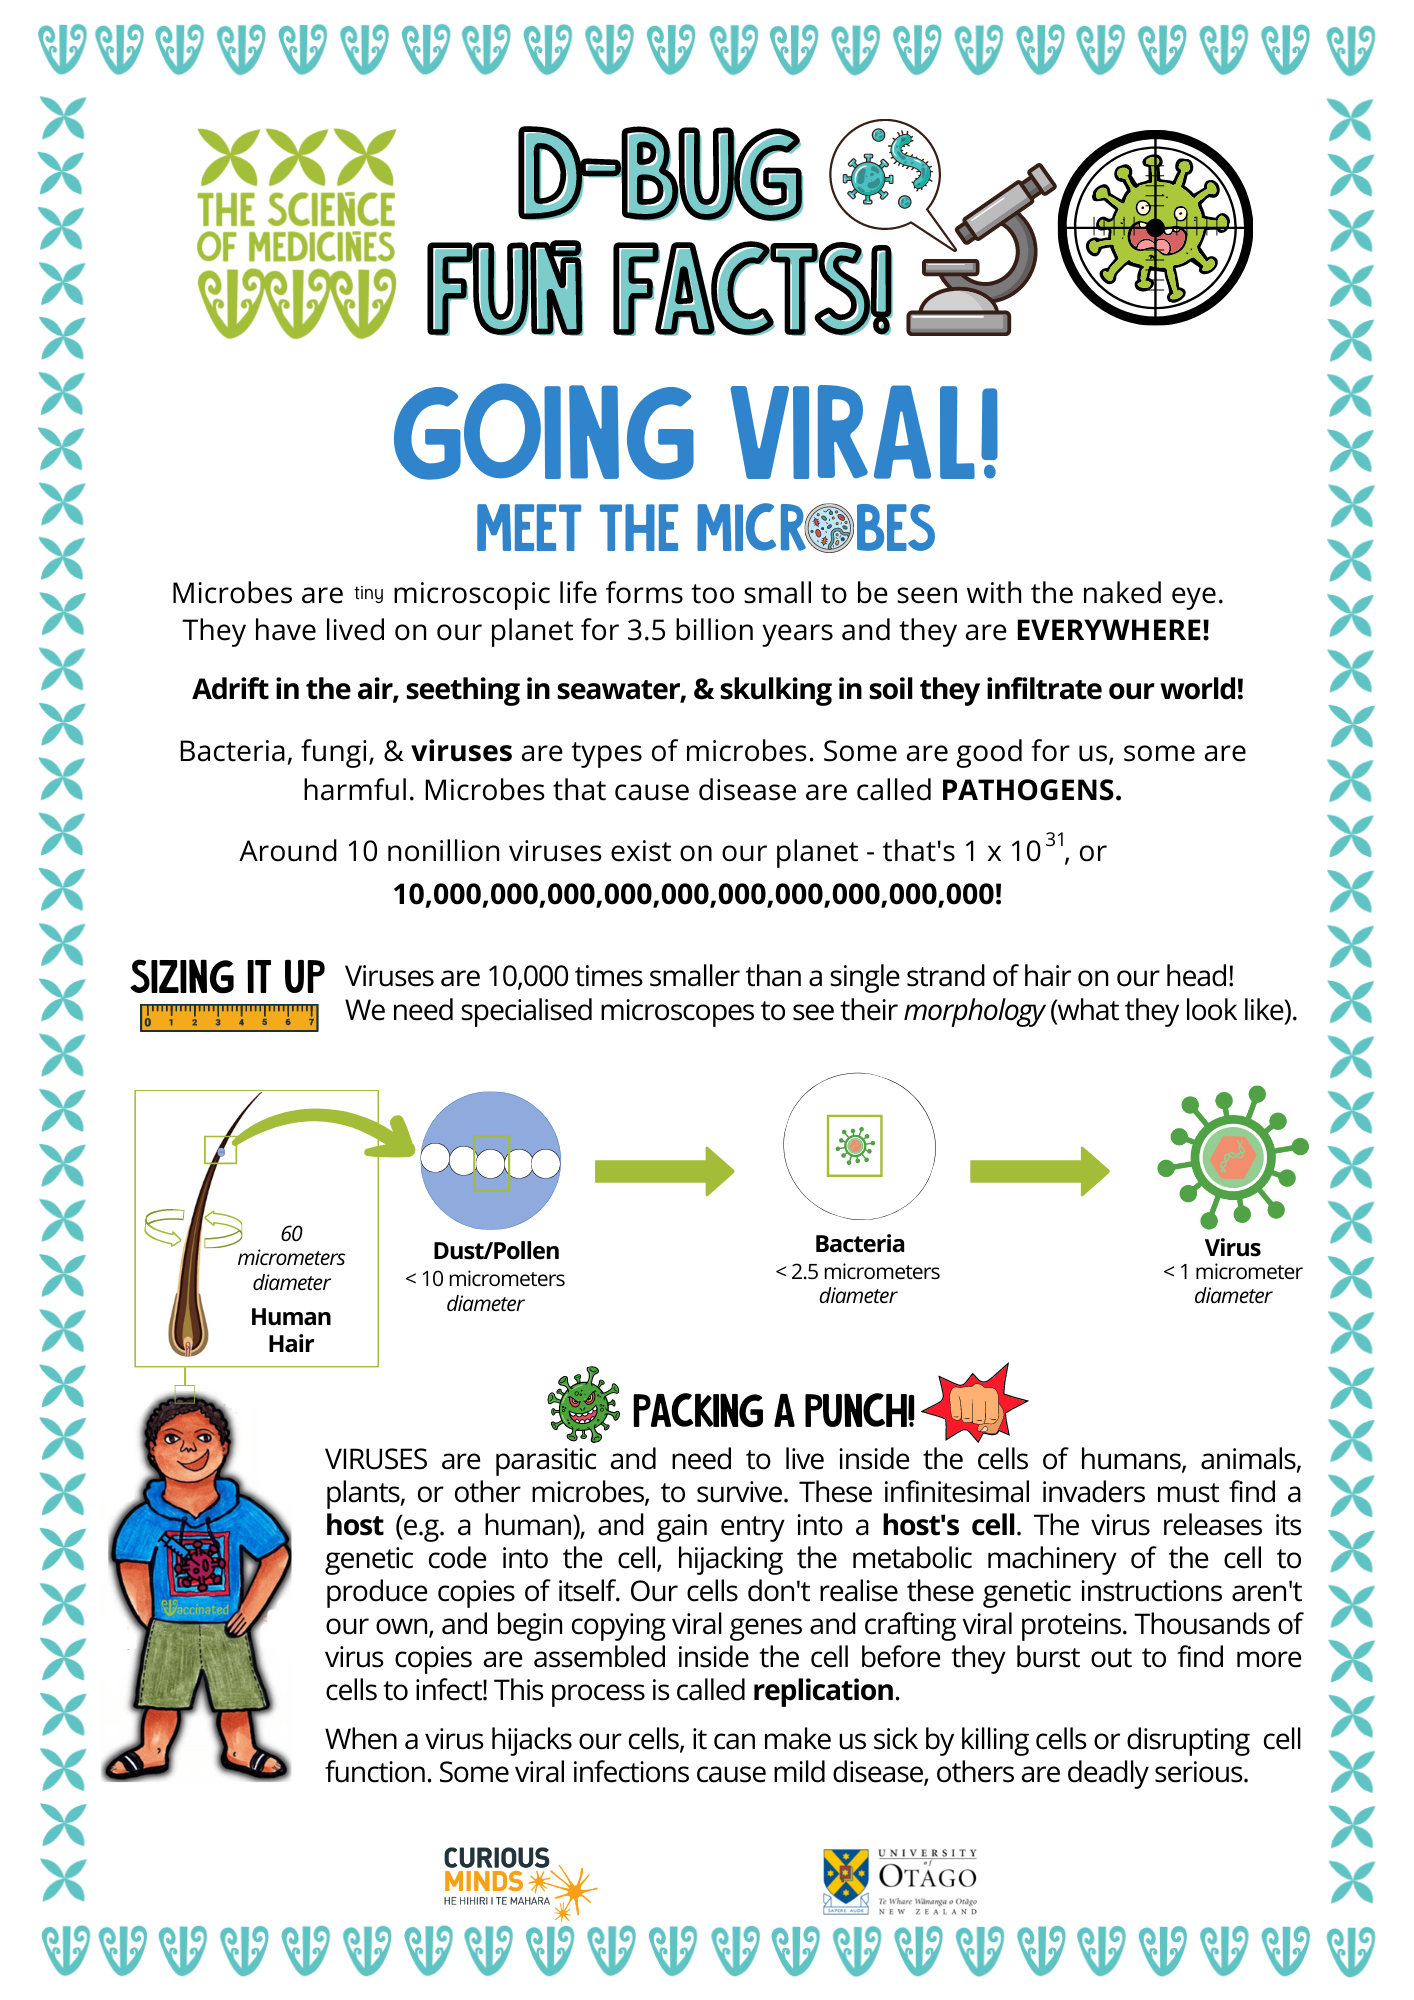 THE SCIENCE
OF MEDICINES
D-BUG
FUN FACTS!
GOING VIRAL!
MEET THE MICROBES
Microbes are tiny microscopic life forms too small to be seen with the naked eye.
They have lived on our planet for 3.5 billion years and they are EVERYWHERE!
Adrift in the air, seething in seawater, & skulking in soil they infiltrate our world!
Bacteria, fungi, & viruses are types of microbes. Some are good for us, some are
harmful. Microbes that cause disease are called PATHOGENS.
Around 10 nonillion viruses exist on our planet - that's 1 x 10³¹, or
10,000,000,000,000,000,000,000,000,000,000!
SIZING IT UP
0 1 2 3 4 5 6 7
Viruses are 10,000 times smaller than a single strand of hair on our head!
We need specialised microscopes to see their morphology (what they look like).
60
micrometers
diameter
Human
Hair
Dust/Pollen
< 10 micrometers
diameter
Bacteria
< 2.5 micrometers
diameter
Virus
< 1 micrometer
diameter
PACKING A PUNCH!
VIRUSES are parasitic and need to live inside the cells of humans, animals,
plants, or other microbes, to survive. These infinitesimal invaders must find a
host (e.g. a human), and gain entry into a host's cell. The virus releases its
genetic code into the cell, hijacking the metabolic machinery of the cell to
produce copies of itself. Our cells don't realise these genetic instructions aren't
our own, and begin copying viral genes and crafting viral proteins. Thousands of
virus copies are assembled inside the cell before they burst out to find more
cells to infect! This process is called replication.
When a virus hijacks our cells, it can make us sick by killing cells or disrupting cell
function. Some viral infections cause mild disease, others are deadly serious.
Vaccinated
CURIOUS
MINDS
HE HIHIRI I TE MAHARA
SAPERE AUDE
UNIVERSITY
of
OTAGO
Te Whare Wānanga o Otāgo
NEW ZEALAND